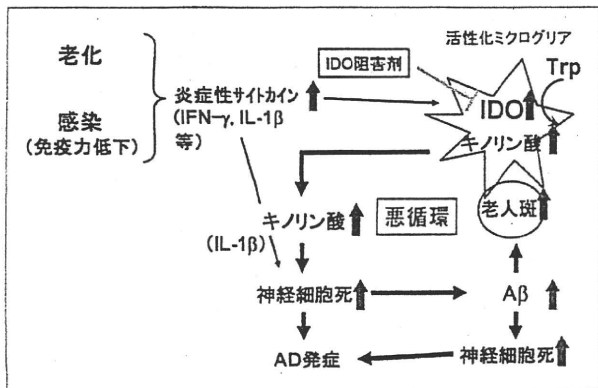 老化
感染
(免疫力低下)
炎症性サイトカイン
(IFN-γ, IL-1β
等)
IDO阻害剤
活性化ミクログリア
Trp
IDO
キノリン酸
老人斑
キノリン酸
悪循環
(IL-1β)
神経細胞死
Aβ
AD発症
神経細胞死